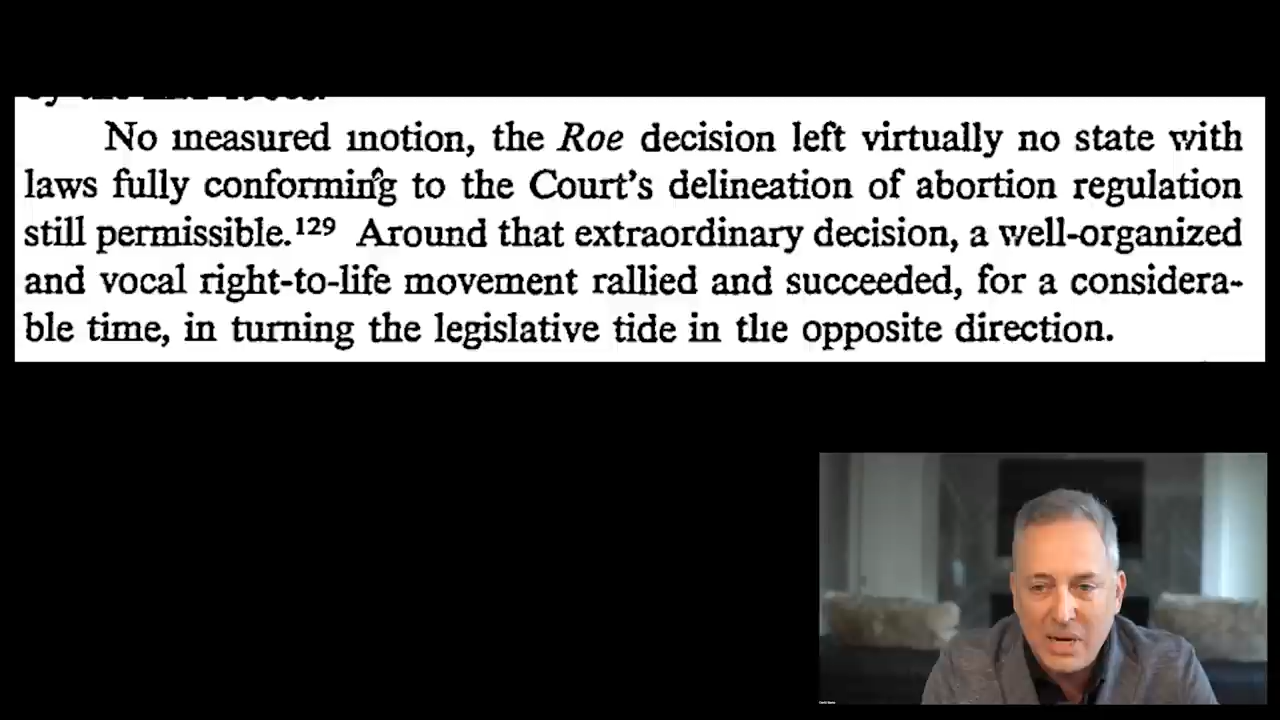 No measured motion, the Roe decision left virtually no state with
laws fully conforming to the Court's delineation of abortion regulation
still permissible.129 Around that extraordinary decision, a well-organized
and vocal right-to-life movement rallied and succeeded, for a considera-
ble time, in turning the legislative tide in the opposite direction.